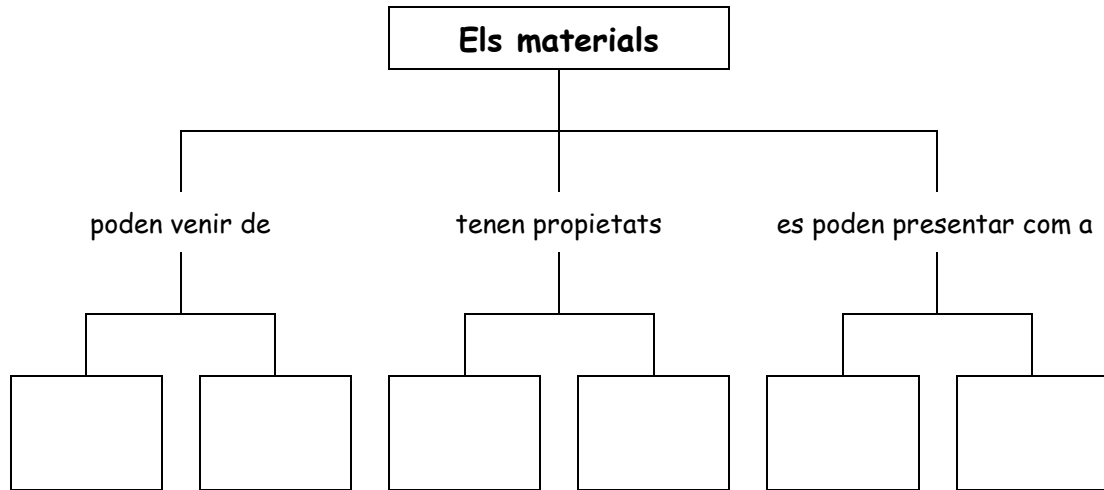 Els materials
poden venir de
tenen propietats
es poden presentar com a